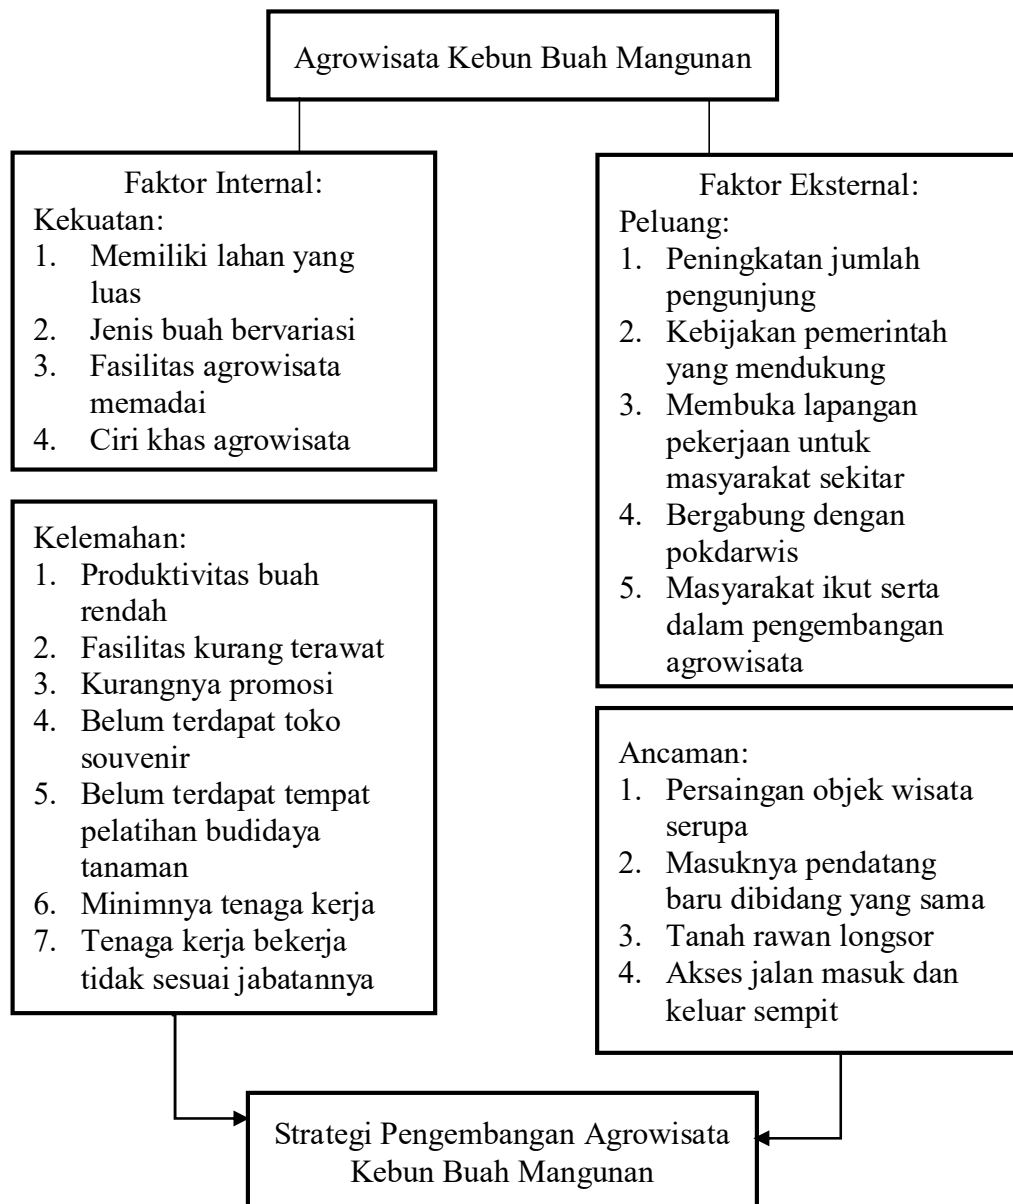 Agrowisata Kebun Buah Mangunan
Faktor Internal:
Kekuatan:
1. Memiliki lahan yang
luas
2. Jenis buah bervariasi
3. Fasilitas agrowisata
memadai
4. Ciri khas agrowisata
Kelemahan:
1. Produktivitas buah
rendah
2. Fasilitas kurang terawat
3. Kurangnya promosi
4. Belum terdapat toko
souvenir
5. Belum terdapat tempat
pelatihan budidaya
tanaman
6. Minimnya tenaga kerja
7. Tenaga kerja bekerja
tidak sesuai jabatannya
Faktor Eksternal:
Peluang:
1. Peningkatan jumlah
pengunjung
2. Kebijakan pemerintah
yang mendukung
3. Membuka lapangan
pekerjaan untuk
masyarakat sekitar
4. Bergabung dengan
pokdarwis
5. Masyarakat ikut serta
dalam pengembangan
agrowisata
Ancaman:
1. Persaingan objek wisata
serupa
2. Masuknya pendatang
baru dibidang yang sama
3. Tanah rawan longsor
4. Akses jalan masuk dan
keluar sempit
Strategi Pengembangan Agrowisata
Kebun Buah Mangunan